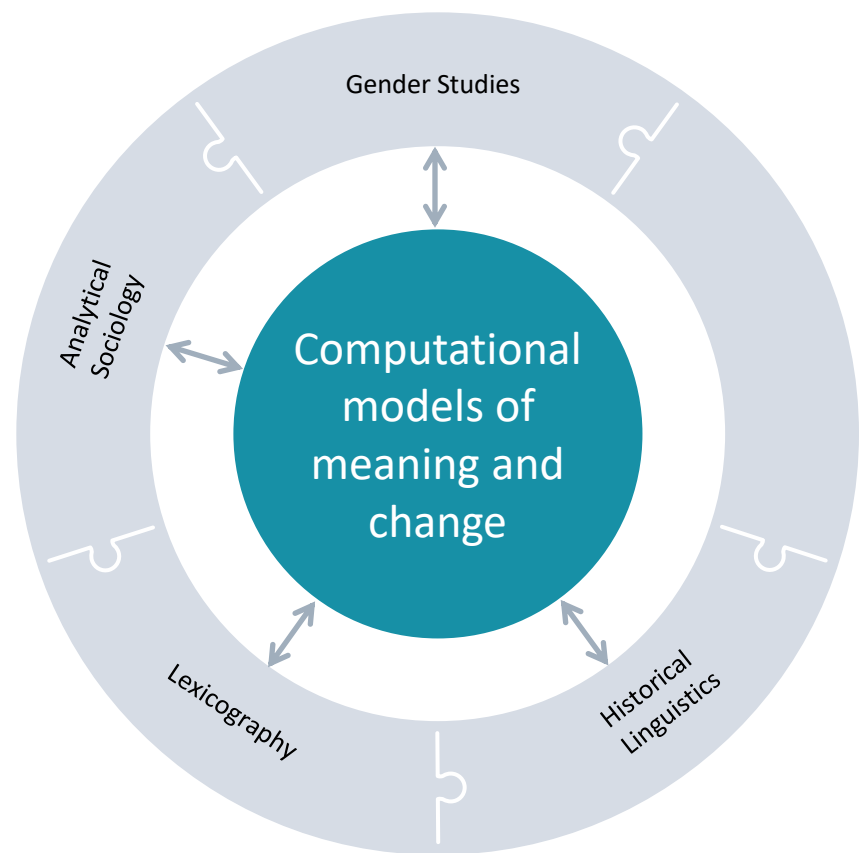 Gender Studies
Analytical
Sociology
Computational
models of
meaning and
change
Lexicography
Historical
Linguistics